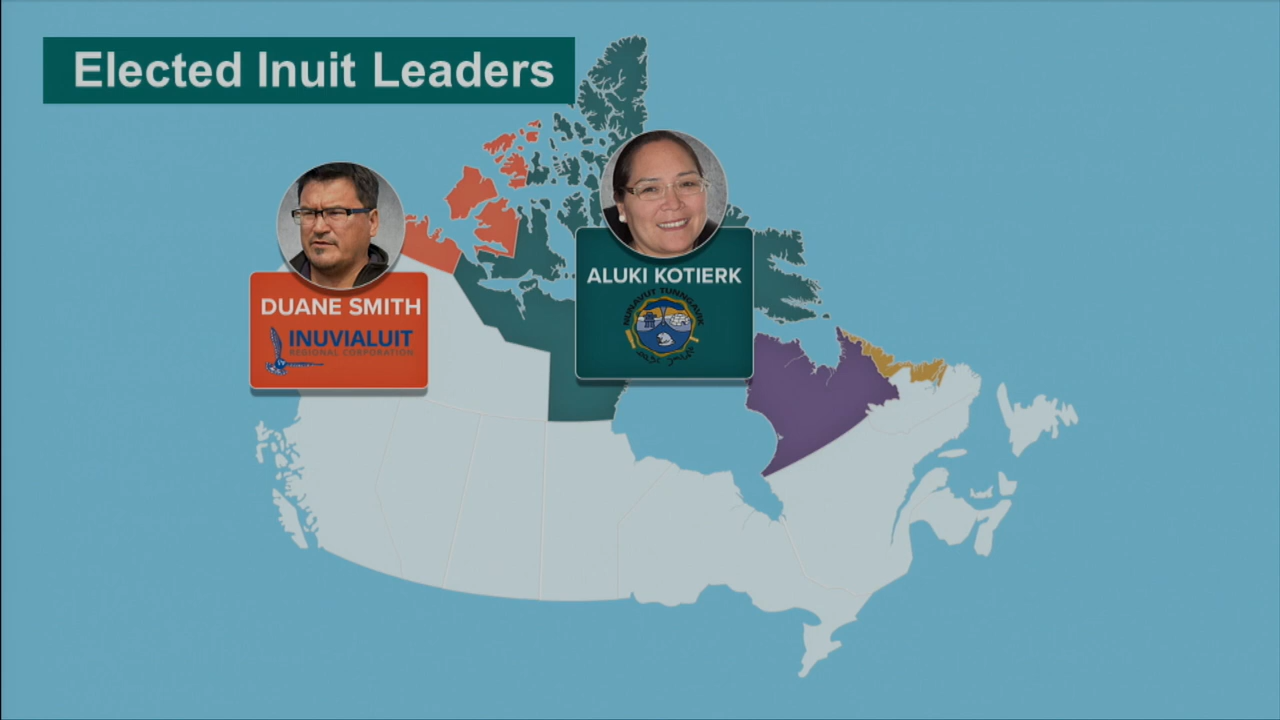 Elected Inuit Leaders
DUANE SMITH
INUVIALUIT
REGIONAL CORPORATION
ALUKI KOTIERK
NUNAVUT TUNNGAVIK